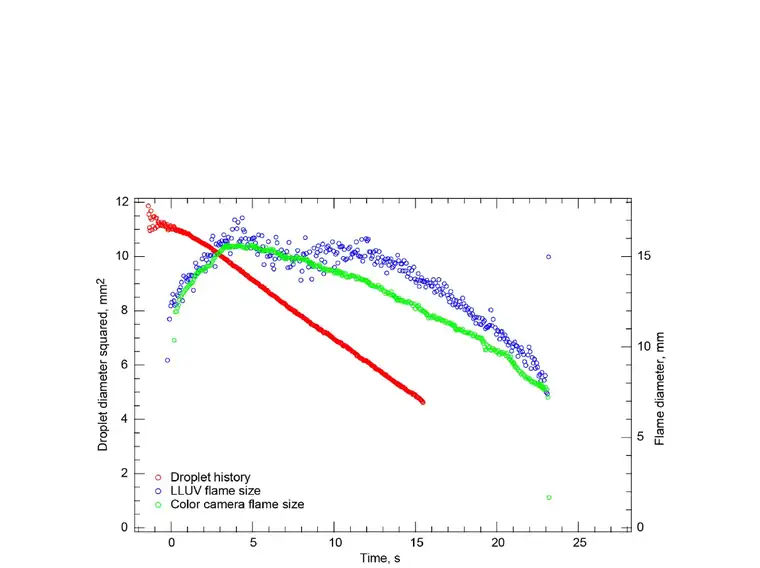 12
10
8
6
4
2
0
Droplet diameter squared, mm2
15
10
5
0
Flame diameter, mm
Droplet history
LLUV flame size
Color camera flame size
0 5 10 15 20 25
Time, s